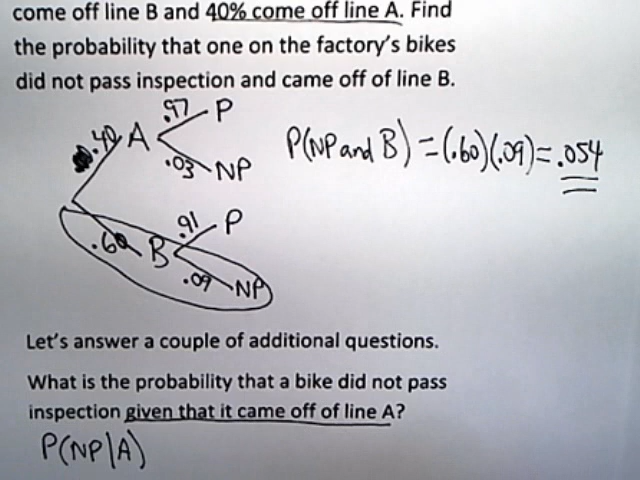 come off line B and 40% come off line A. Find
the probability that one on the factory's bikes
did not pass inspection and came off of line B.
.97 P
.40 A
.03 NP
P(NP and B) = (.60)(.09) = .054
.91 P
.60 B
.09 NP
Let's answer a couple of additional questions.
What is the probability that a bike did not pass
inspection given that it came off of line A?
P(NP|A)